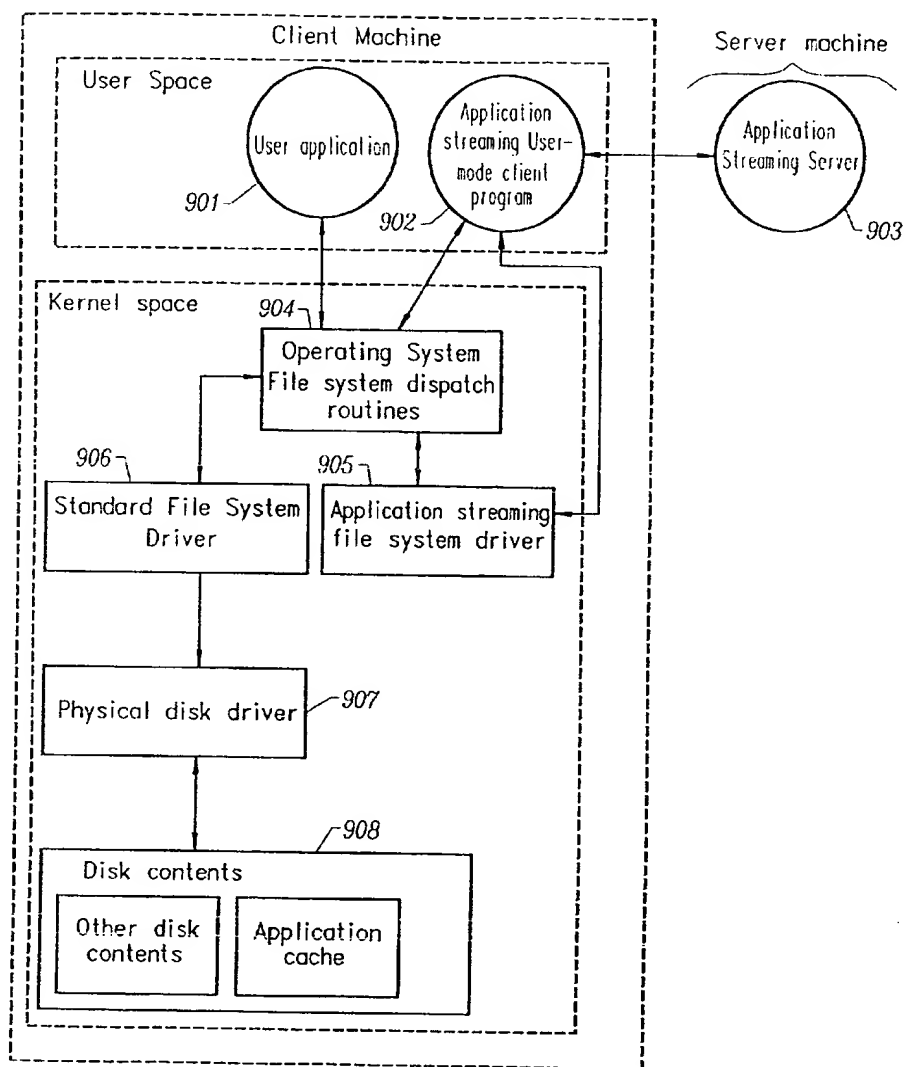 Client Machine
Server machine
User Space
User application
901
Application
streaming User-
mode client
program
902
Application
Streaming Server
903
Kernel space
904
Operating System
File system dispatch
routines
906
Standard File System
Driver
905
Application streaming
file system driver
Physical disk driver
907
908
Disk contents
Other disk
contents
Application
cache